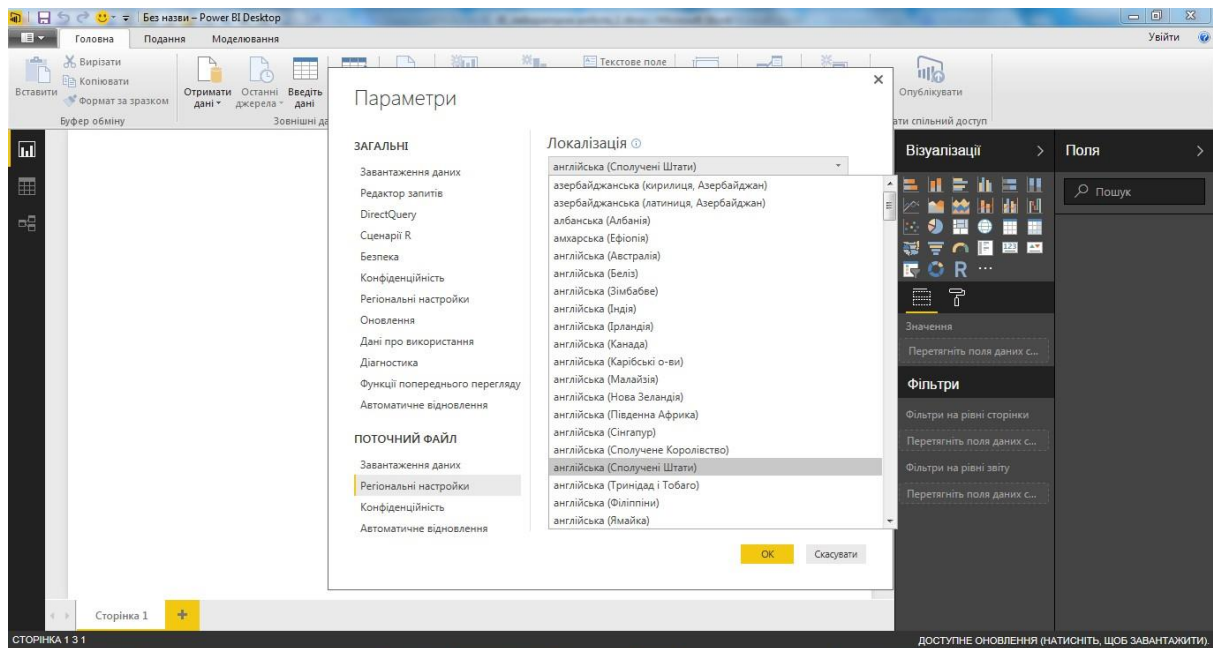 Без назви – Power BI Desktop
Головна Подання Моделювання
Увійти
Вставити
Вирізати
Копіювати
Формат за зразком
Буфер обміну
Отримати дані
Останні джерела
Введіть дані
Зовнішні да
Текстове поле
Опублікувати
ати спільний доступ
Параметри
ЗАГАЛЬНІ
Завантаження даних
Редактор запитів
DirectQuery
Сценарії R
Безпека
Конфіденційність
Регіональні настройки
Оновлення
Дані про використання
Діагностика
Функції попереднього перегляду
Автоматичне відновлення
ПОТОЧНИЙ ФАЙЛ
Завантаження даних
Регіональні настройки
Конфіденційність
Автоматичне відновлення
Локалізація
англійська (Сполучені Штати)
азербайджанська (кирилиця, Азербайджан)
азербайджанська (латиниця, Азербайджан)
албанська (Албанія)
амхарська (Ефіопія)
англійська (Австралія)
англійська (Беліз)
англійська (Зімбабве)
англійська (Індія)
англійська (Ірландія)
англійська (Канада)
англійська (Карібські о-ви)
англійська (Малайзія)
англійська (Нова Зеландія)
англійська (Південна Африка)
англійська (Сінгапур)
англійська (Сполучене Королівство)
англійська (Сполучені Штати)
англійська (Тринідад і Тобаго)
англійська (Філіппіни)
англійська (Ямайка)
OK
Скасувати
Візуалізації
R
123
Значення
Перетягніть поля даних с...
Фільтри
Фільтри на рівні сторінки
Перетягніть поля даних с...
Фільтри на рівні звіту
Перетягніть поля даних с...
Поля
Пошук
Сторінка 1
СТОРІНКА 1 З 1
ДОСТУПНЕ ОНОВЛЕННЯ (НАТИСНІТЬ, ЩОБ ЗАВАНТАЖИТИ).